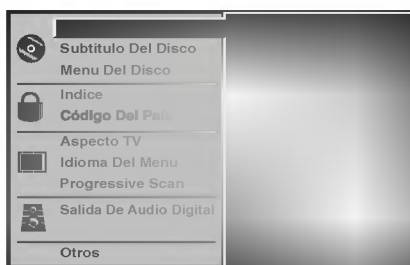 Subtitulo Del Disco
Menu Del Disco
Indice
Código Del País
Aspecto TV
Idioma Del Menu
Progressive Scan
Salida De Audio Digital
Otros